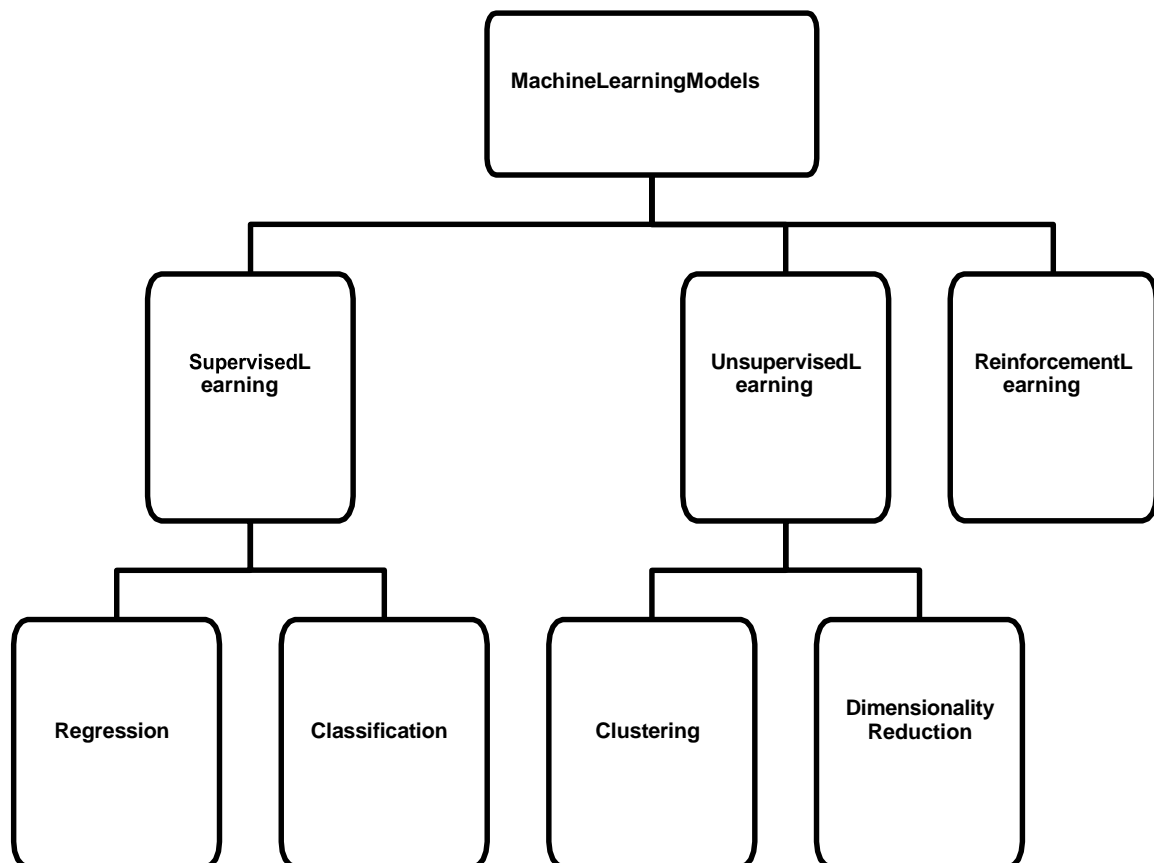 MachineLearningModels
SupervisedL
earning
UnsupervisedL
earning
ReinforcementL
earning
Regression
Classification
Clustering
Dimensionality
Reduction